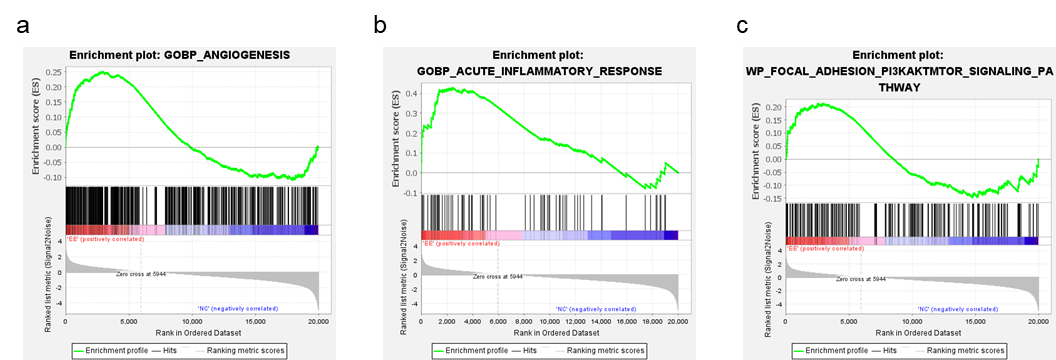 a
Enrichment plot: GOBP_ANGIOGENESIS
Enrichment score (ES)
0.25
0.20
0.15
0.10
0.05
0.00
-0.05
-0.10
'EE' (positively correlated)
Ranked list metric (Signal2Noise)
4
2
0
-2
-4
Zero cross at 5944
'NC' (negatively correlated)
0
5,000
10,000
15,000
20,000
Rank in Ordered Dataset
Enrichment profile
Hits
Ranking metric scores
b
Enrichment plot:
GOBP_ACUTE_INFLAMMATORY_RESPONSE
Enrichment score (ES)
0.4
0.3
0.2
0.1
0.0
-0.1
'EE' (positively correlated)
Ranked list metric (Signal2Noise)
4
2
0
-2
-4
Zero cross at 5944
'NC' (negatively correlated)
0
2,000
4,000
6,000
8,000
10,000
12,000
14,000
16,000
18,000
20,000
Rank in Ordered Dataset
Enrichment profile
Hits
Ranking metric scores
c
Enrichment plot:
WP_FOCAL_ADHESION_PI3KAKTMTOR_SIGNALING_PA
THWAY
Enrichment score (ES)
0.20
0.15
0.10
0.05
0.00
-0.05
-0.10
-0.15
'EE' (positively correlated)
Ranked list metric (Signal2Noise)
4
2
0
-2
-4
Zero cross at 5944
'NC' (negatively correlated)
0
5,000
10,000
15,000
20,000
Rank in Ordered Dataset
Enrichment profile
Hits
Ranking metric scores